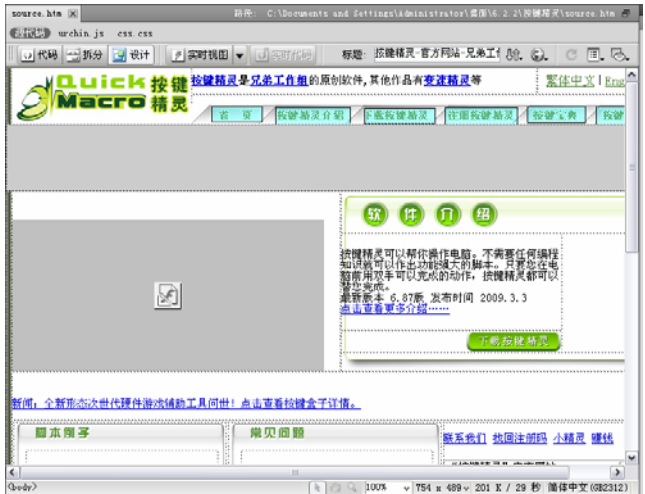 source.htm
路径: C:\Documents and Settings\Administrator\桌面\6.2.2\按键精灵\source.htm
源代码 urchin.js css.css
代码 拆分 设计 实时视图 实时代码 标题: 按键精灵-官方网站-兄弟工作
Quick Macro 按键精灵
按键精灵是兄弟工作组的原创软件,其他作品有变速精灵等
繁体中文 | Eng
首 页 按键精灵介绍 下载按键精灵 注册按键精灵 按键宝典 按键
软件介绍
按键精灵可以帮你操作电脑。不需要任何编程
知识就可以作出功能强大的脚本。只要您在电
脑前用双手可以完成的动作,按键精灵都可以
替您完成。
最新版本 6.87版 发布时间 2009.3.3
点击查看更多介绍……
下载按键精灵
新闻: 全新形态次世代硬件游戏辅助工具问世! 点击查看按键盒子详情。
脚本例子
常见问题
联系我们 找回注册码 小精灵 赚钱
<body>
100% 754 x 489 201 K / 29 秒 简体中文(GB2312)